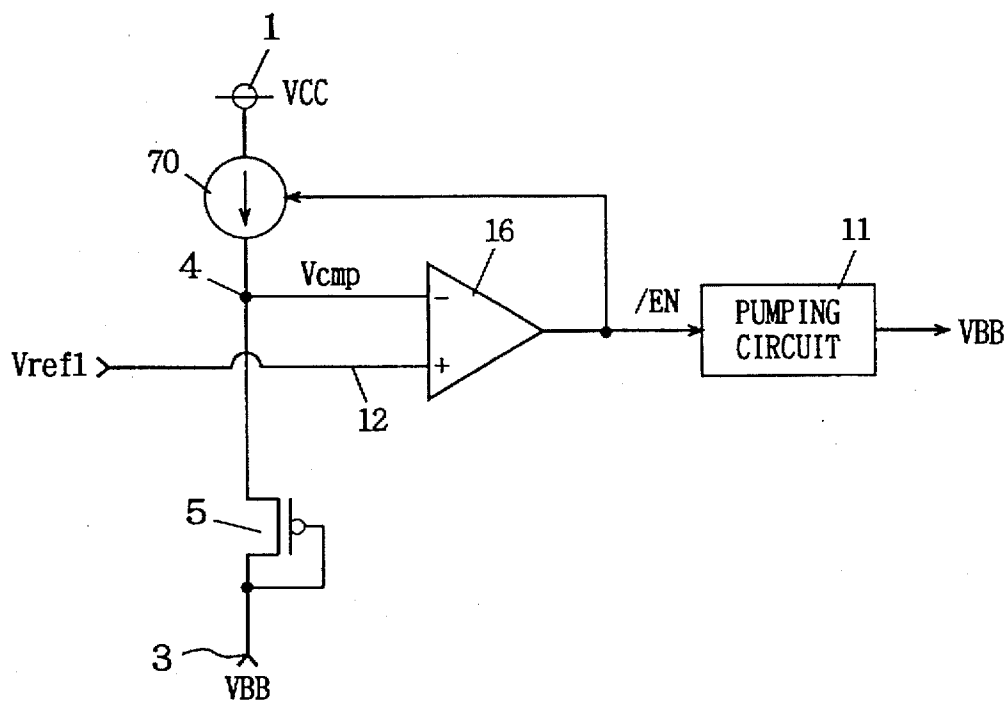 1
VCC
70
16
11
4
Vcmp
−
/EN
PUMPING
CIRCUIT
VBB
Vref1
+
12
5
3
VBB